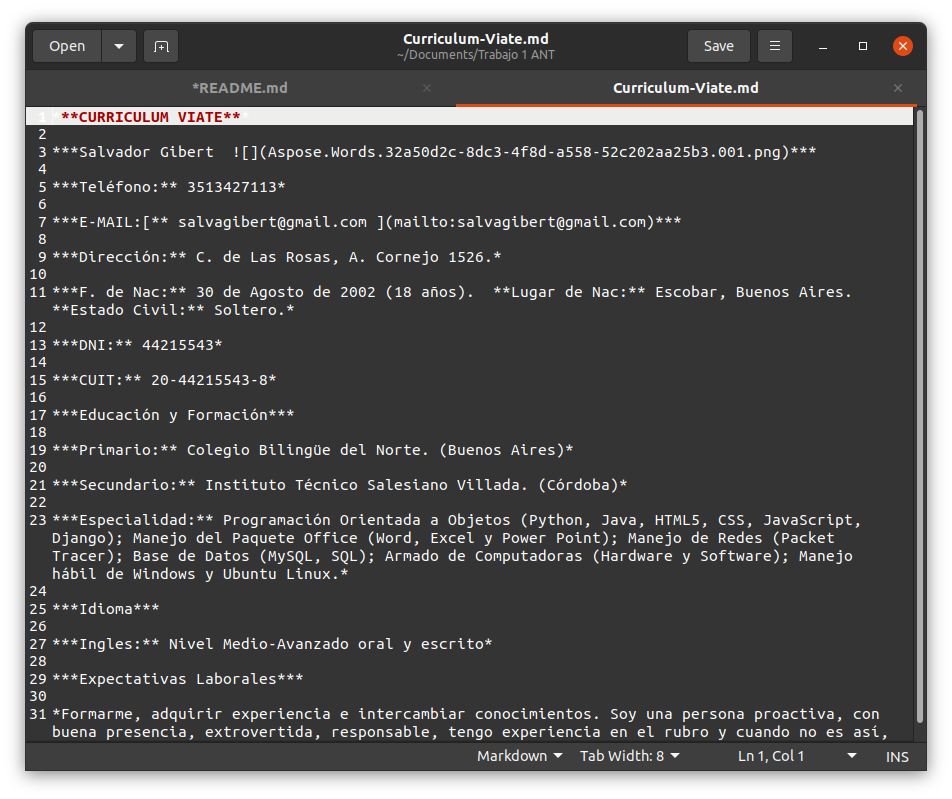 Open
Curriculum-Viate.md
~/Documents/Trabajo 1 ANT
Save
*README.md
Curriculum-Viate.md
1 **CURRICULUM VIATE**
2
3 ***Salvador Gibert  ![](Aspose.Words.32a50d2c-8dc3-4f8d-a558-52c202aa25b3.001.png)***
4
5 ***Teléfono:** 3513427113*
6
7 ***E-MAIL:[** salvagibert@gmail.com ](mailto:salvagibert@gmail.com)***
8
9 ***Dirección:** C. de Las Rosas, A. Cornejo 1526.*
10
11 ***F. de Nac:** 30 de Agosto de 2002 (18 años).  **Lugar de Nac:** Escobar, Buenos Aires.
**Estado Civil:** Soltero.*
12
13 ***DNI:** 44215543*
14
15 ***CUIT:** 20-44215543-8*
16
17 ***Educación y Formación***
18
19 ***Primario:** Colegio Bilingüe del Norte. (Buenos Aires)*
20
21 ***Secundario:** Instituto Técnico Salesiano Villada. (Córdoba)*
22
23 ***Especialidad:** Programación Orientada a Objetos (Python, Java, HTML5, CSS, JavaScript,
Django); Manejo del Paquete Office (Word, Excel y Power Point); Manejo de Redes (Packet
Tracer); Base de Datos (MySQL, SQL); Armado de Computadoras (Hardware y Software); Manejo
hábil de Windows y Ubuntu Linux.*
24
25 ***Idioma***
26
27 ***Ingles:** Nivel Medio-Avanzado oral y escrito*
28
29 ***Expectativas Laborales***
30
31 *Formarme, adquirir experiencia e intercambiar conocimientos. Soy una persona proactiva, con
buena presencia, extrovertida, responsable, tengo experiencia en el rubro y cuando no es así,
Markdown
Tab Width: 8
Ln 1, Col 1
INS